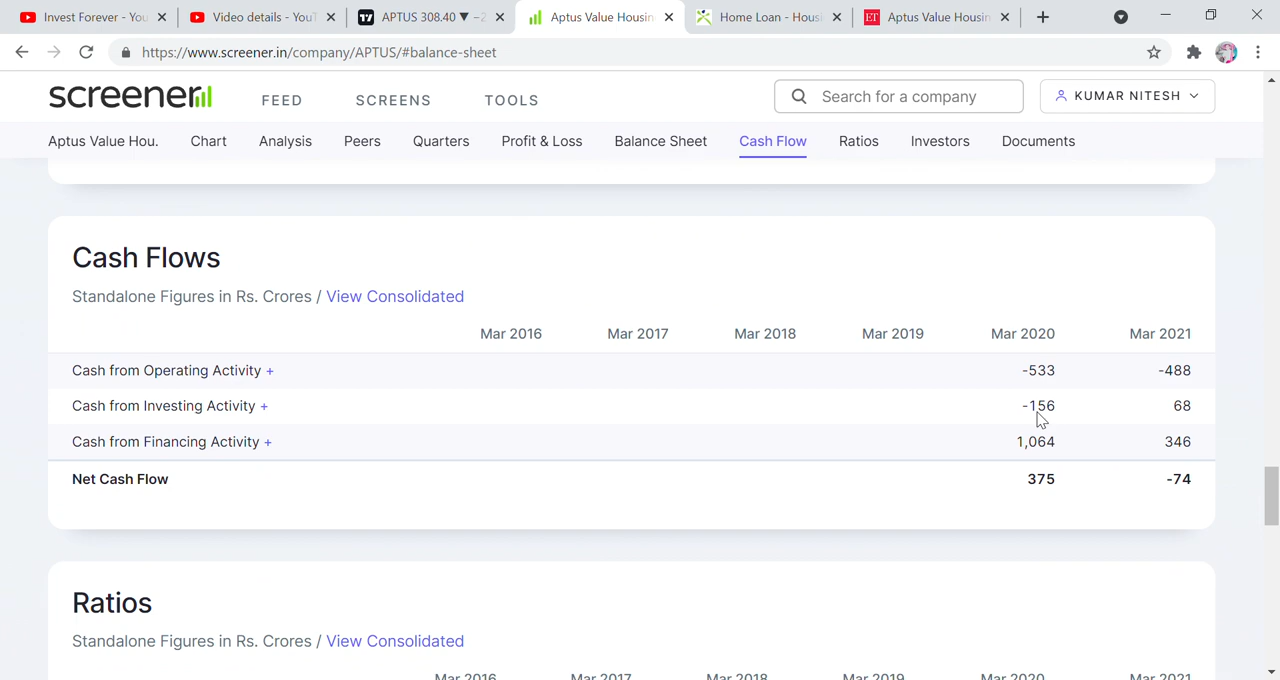 Invest Forever - You
Video details - YouT
APTUS 308.40 ▼ −2
Aptus Value Housin
Home Loan - Housi
ET Aptus Value Housin
https://www.screener.in/company/APTUS/#balance-sheet
screener
FEED SCREENS TOOLS
Search for a company
KUMAR NITESH
Aptus Value Hou. Chart Analysis Peers Quarters Profit & Loss Balance Sheet Cash Flow Ratios Investors Documents
Cash Flows
Standalone Figures in Rs. Crores / View Consolidated
Mar 2016 Mar 2017 Mar 2018 Mar 2019 Mar 2020 Mar 2021
Cash from Operating Activity + -533 -488
Cash from Investing Activity + -156 68
Cash from Financing Activity + 1,064 346
Net Cash Flow 375 -74
Ratios
Standalone Figures in Rs. Crores / View Consolidated
Mar 2016 Mar 2017 Mar 2018 Mar 2019 Mar 2020 Mar 2021